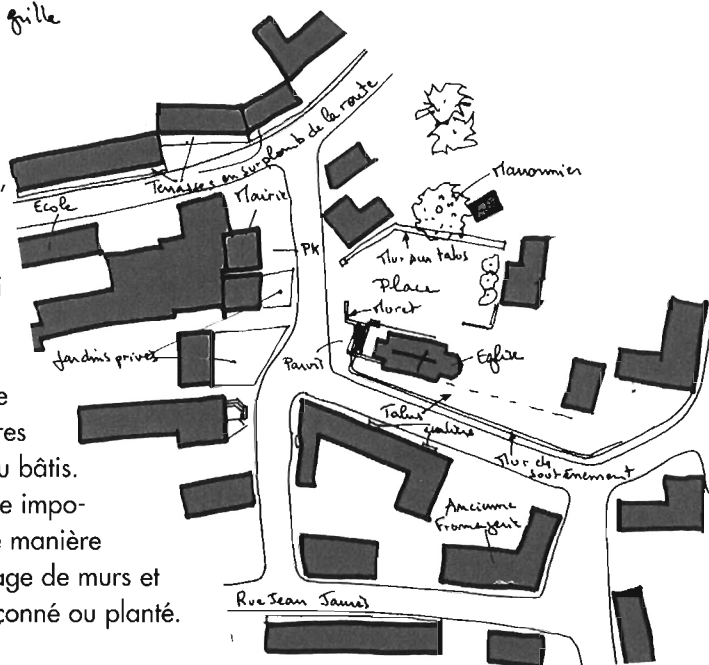 grille
Terrasses en surplomb de la route
Ecole
Mairie
Maronnier
PK
Mur sur talus
Place
Muret
Jardins privés
Parvis
Eglise
Talus
Mur de
soutènement
Ancienne
Fromagerie
Rue Jean Jaurès
,
i
e
res
u bâtis.
e impo-
e manière
age de murs et
çonné ou planté.